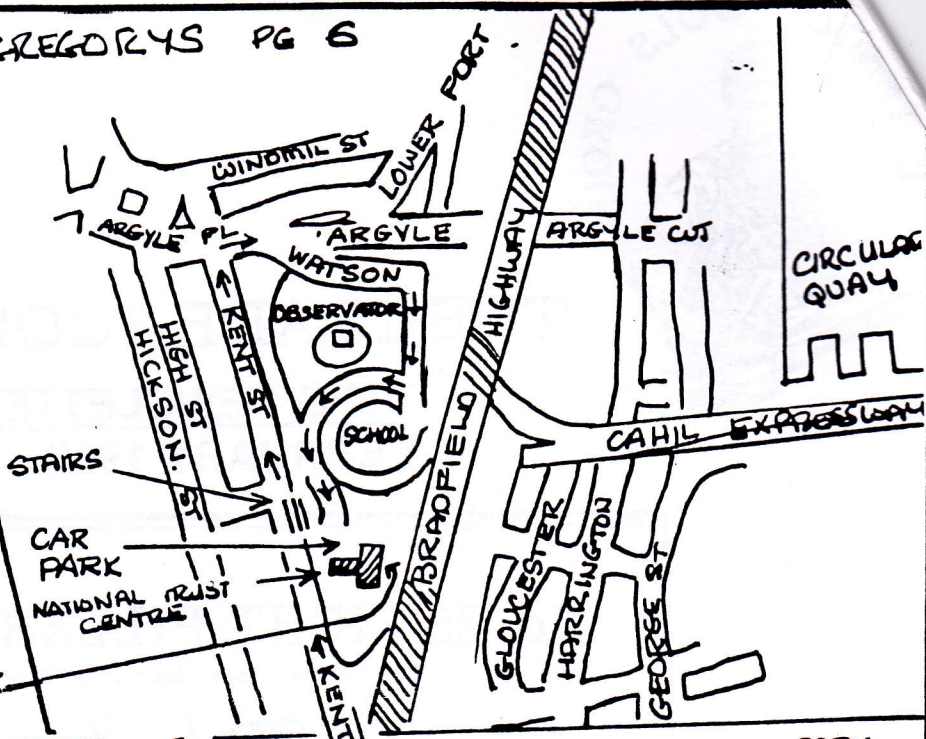 GREGORYS PG 6
WINDMIL ST
LOWER FORT
ARGYLE PL
ARGYLE
ARGYLE CUT
WATSON
OBSERVATORY
CIRCULAR
QUAY
HIGH ST
HICKSON. ST
KENT ST
HIGHWAY
SCHOOL
CAHIL EXPRESSWAY
STAIRS
BRADFIELD
CAR
PARK
NATIONAL TRUST
CENTRE
GLOUCESTER
HARRINGTON
GEORGE ST
KENT